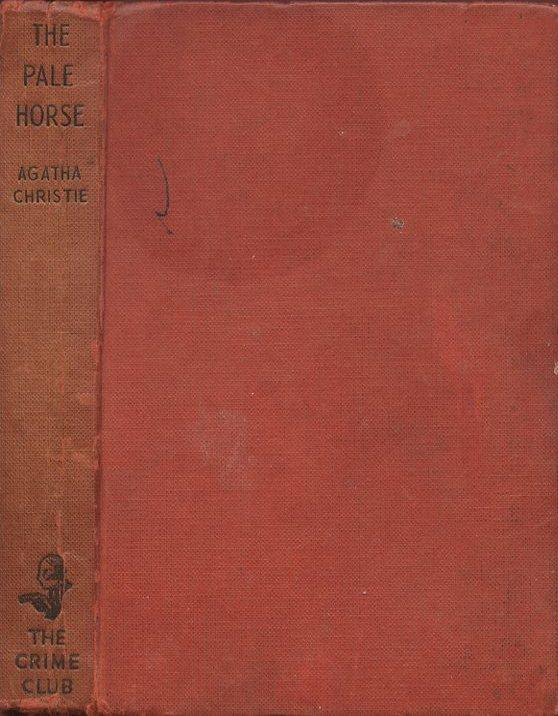 THE
PALE
HORSE
AGATHA
CHRISTIE
THE
CRIME
CLUB